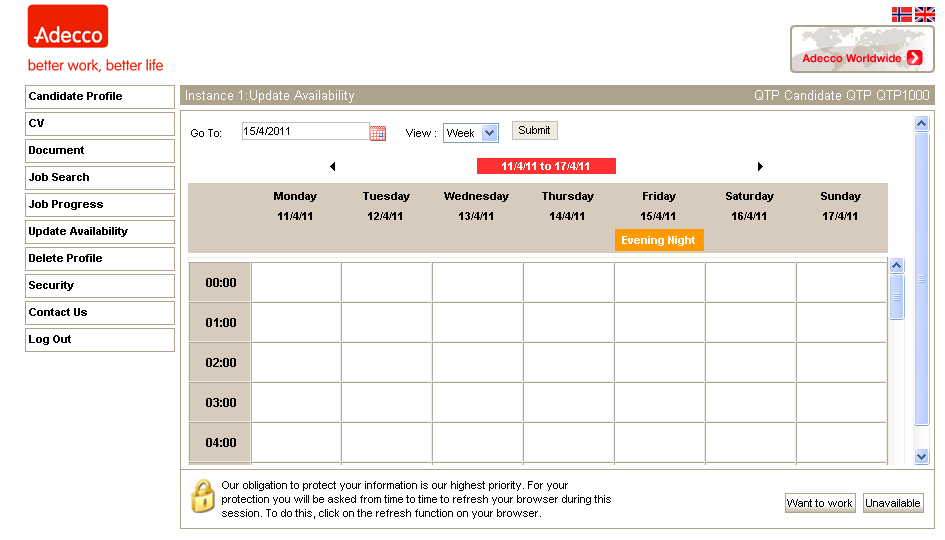 Adecco
better work, better life
Adecco Worldwide
Candidate Profile
CV
Document
Job Search
Job Progress
Update Availability
Delete Profile
Security
Contact Us
Log Out
Instance 1:Update Availability QTP Candidate QTP QTP1000
Go To: 15/4/2011 View : Week Submit
11/4/11 to 17/4/11
Monday Tuesday Wednesday Thursday Friday Saturday Sunday
11/4/11 12/4/11 13/4/11 14/4/11 15/4/11 16/4/11 17/4/11
Evening Night
00:00
01:00
02:00
03:00
04:00
Our obligation to protect your information is our highest priority. For your
protection you will be asked from time to time to refresh your browser during this
session. To do this, click on the refresh function on your browser.
Want to work Unavailable